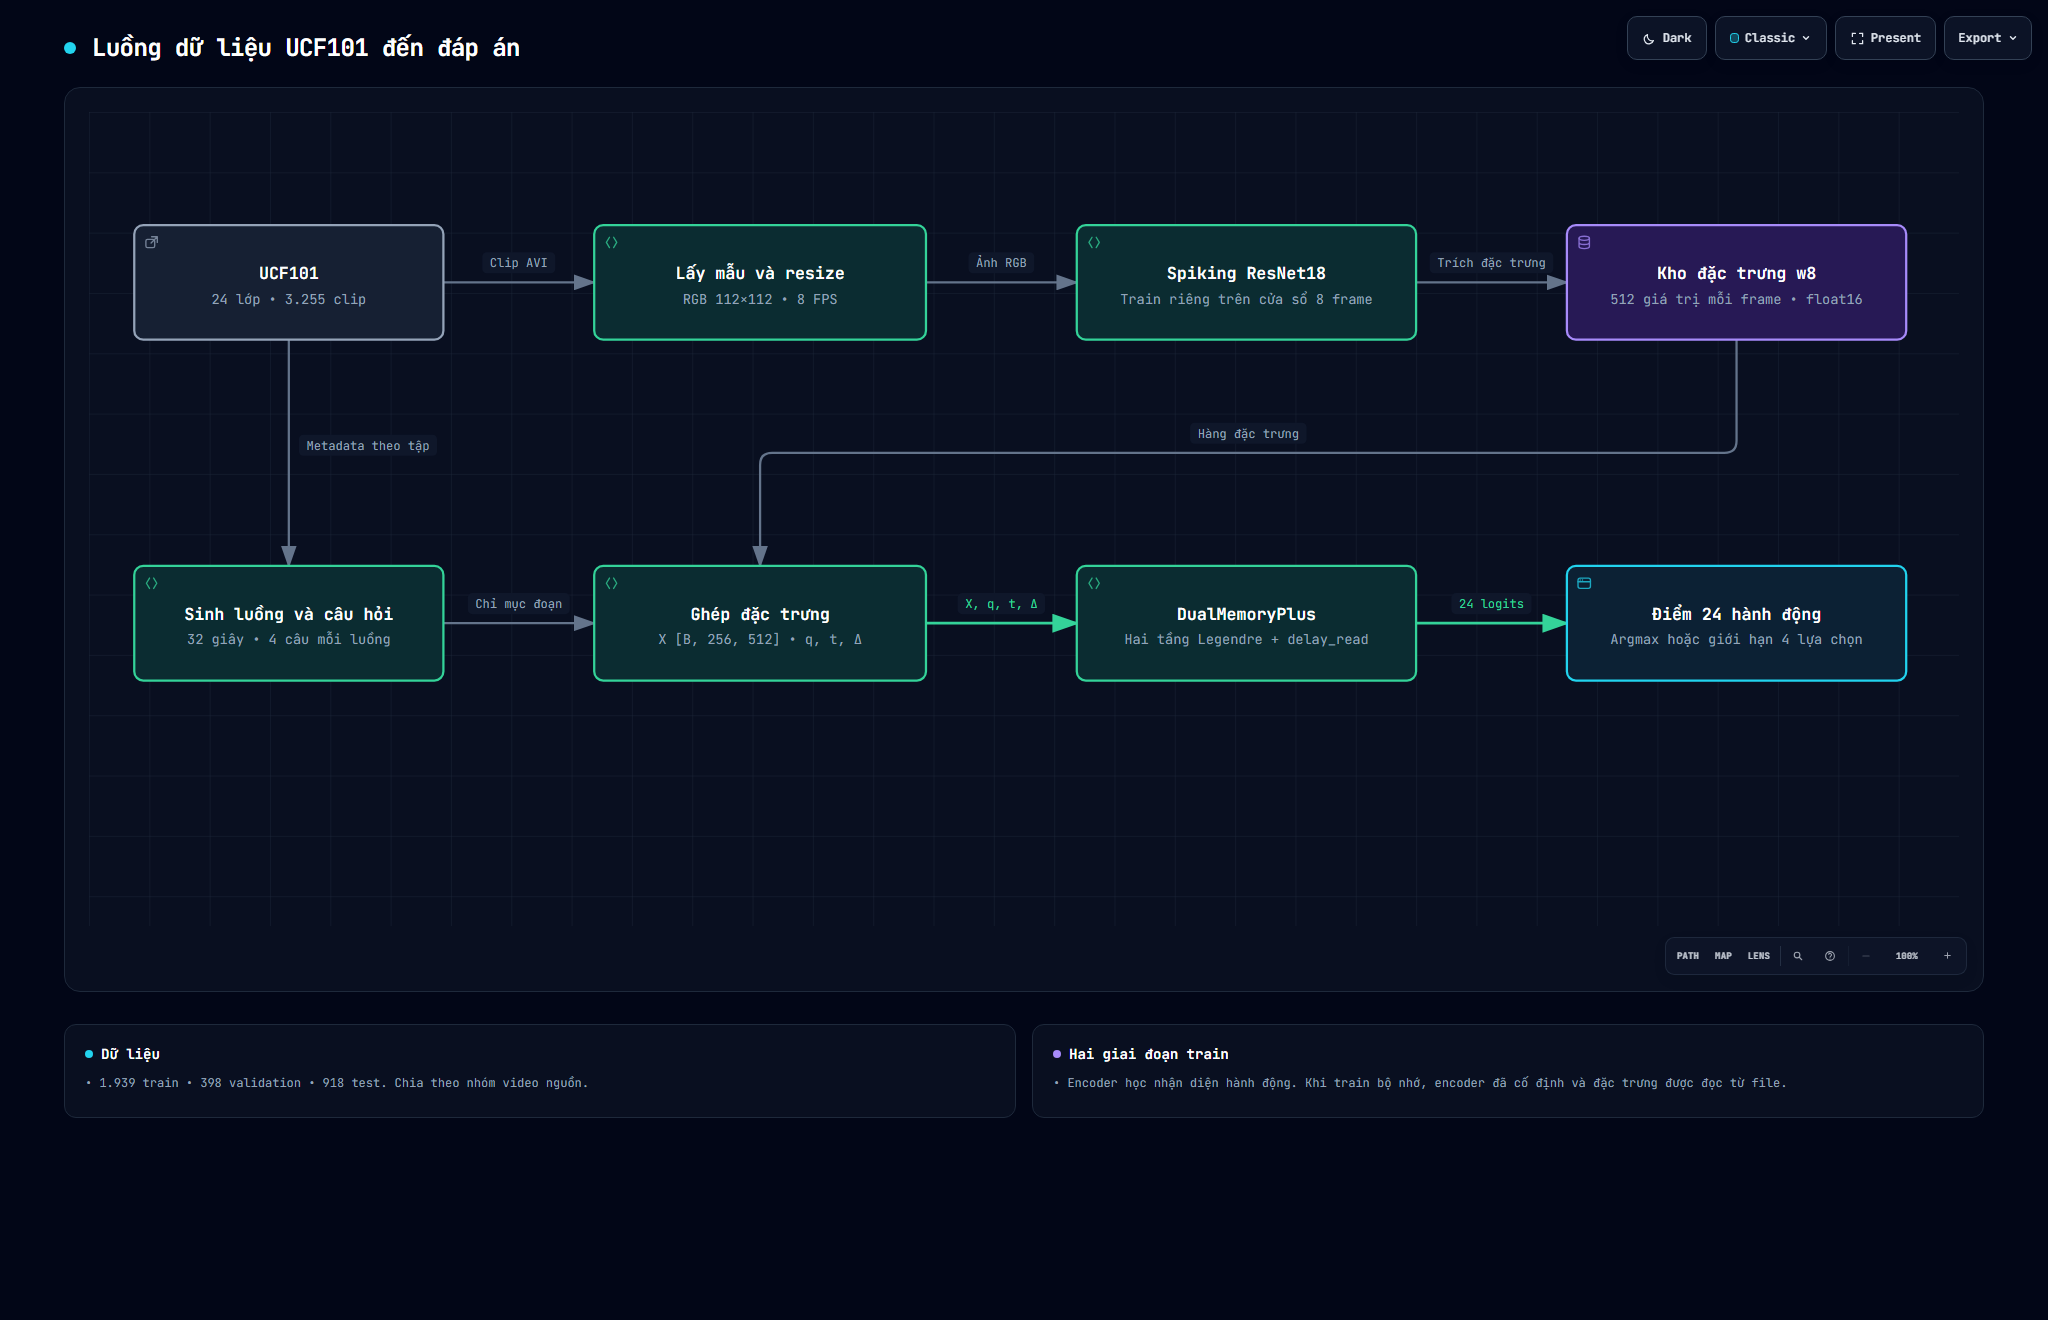 Luồng dữ liệu UCF101 đến đáp án
Dark
Classic
Present
Export
UCF101
24 lớp • 3.255 clip
Clip AVI
Lấy mẫu và resize
RGB 112×112 • 8 FPS
Ảnh RGB
Spiking ResNet18
Train riêng trên cửa sổ 8 frame
Trích đặc trưng
Kho đặc trưng w8
512 giá trị mỗi frame • float16
Metadata theo tập
Hàng đặc trưng
Sinh luồng và câu hỏi
32 giây • 4 câu mỗi luồng
Chỉ mục đoạn
Ghép đặc trưng
X [B, 256, 512] • q, t, Δ
X, q, t, Δ
DualMemoryPlus
Hai tầng Legendre + delay_read
24 logits
Điểm 24 hành động
Argmax hoặc giới hạn 4 lựa chọn
PATH MAP LENS − 100% +
Dữ liệu
• 1.939 train • 398 validation • 918 test. Chia theo nhóm video nguồn.
Hai giai đoạn train
• Encoder học nhận diện hành động. Khi train bộ nhớ, encoder đã cố định và đặc trưng được đọc từ file.